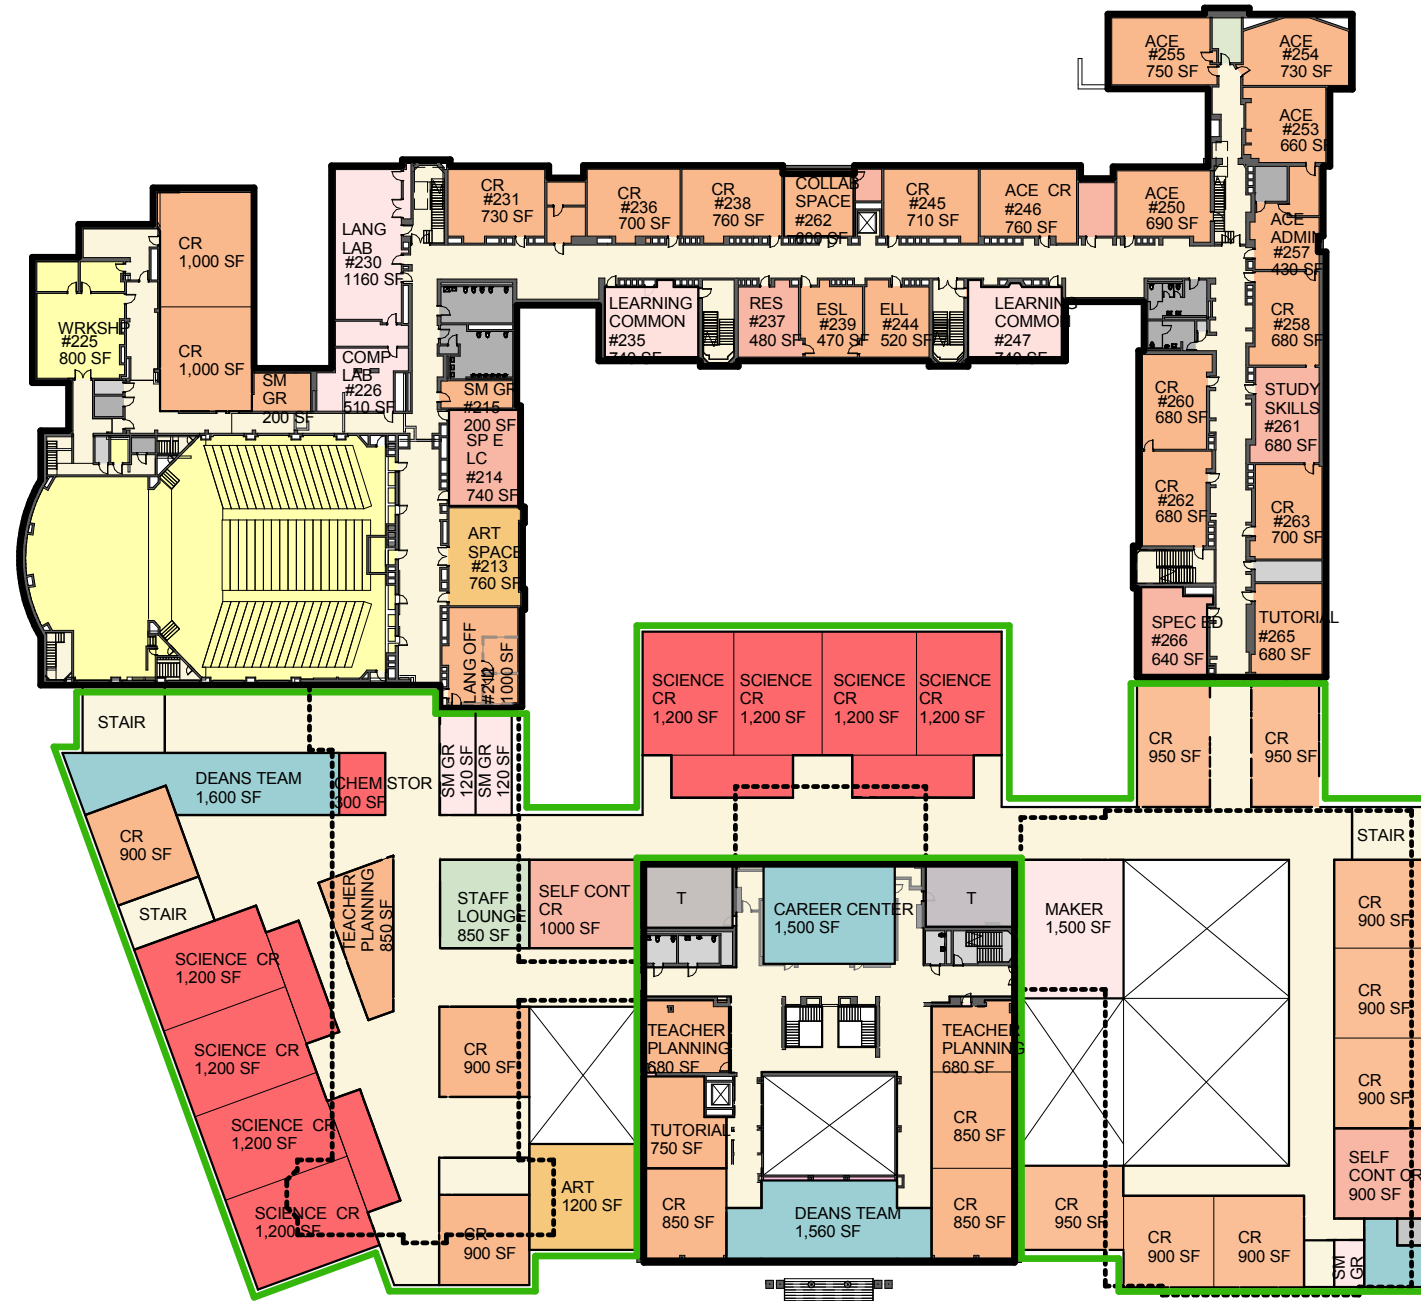 ACE
#255
750 SF
ACE
#254
730 SF
ACE
#253
660 SF
CR
#231
730 SF
CR
#236
700 SF
CR
#238
760 SF
COLLAB
SPACE
#262
600 SF
CR
#245
710 SF
ACE CR
#246
760 SF
ACE
#250
690 SF
ACE
ADMIN
#257
430 SF
CR
1,000 SF
LANG
LAB
#230
1160 SF
WRKSHP
#225
800 SF
CR
1,000 SF
SM
GR
200 SF
COMP
LAB
#226
510 SF
LEARNING
COMMON
#235
740 SF
RES
#237
480 SF
ESL
#239
470 SF
ELL
#244
520 SF
LEARNING
COMMON
#247
740 SF
CR
#258
680 SF
SM GR
#215
200 SF
SP E
LC
#214
740 SF
CR
#260
680 SF
STUDY
SKILLS
#261
680 SF
CR
#262
680 SF
CR
#263
700 SF
ART
SPACE
#213
760 SF
LANG OFF
#212
1000 SF
SPEC ED
#266
640 SF
TUTORIAL
#265
680 SF
SCIENCE
CR
1,200 SF
SCIENCE
CR
1,200 SF
SCIENCE
CR
1,200 SF
SCIENCE
CR
1,200 SF
STAIR
DEANS TEAM
1,600 SF
CHEM STOR
300 SF
SM GR
120 SF
SM GR
120 SF
CR
950 SF
CR
950 SF
CR
900 SF
STAIR
TEACHER
PLANNING
850 SF
STAFF
LOUNGE
850 SF
SELF CONT
CR
1000 SF
T
CAREER CENTER
1,500 SF
T
MAKER
1,500 SF
STAIR
CR
900 SF
SCIENCE CR
1,200 SF
SCIENCE CR
1,200 SF
SCIENCE CR
1,200 SF
SCIENCE CR
1,200 SF
CR
900 SF
TEACHER
PLANNING
680 SF
TEACHER
PLANNING
680 SF
CR
900 SF
CR
900 SF
TUTORIAL
750 SF
CR
850 SF
SELF
CONT CR
900 SF
ART
1200 SF
CR
900 SF
CR
850 SF
DEANS TEAM
1,560 SF
CR
850 SF
CR
950 SF
CR
900 SF
CR
900 SF
SM
GR